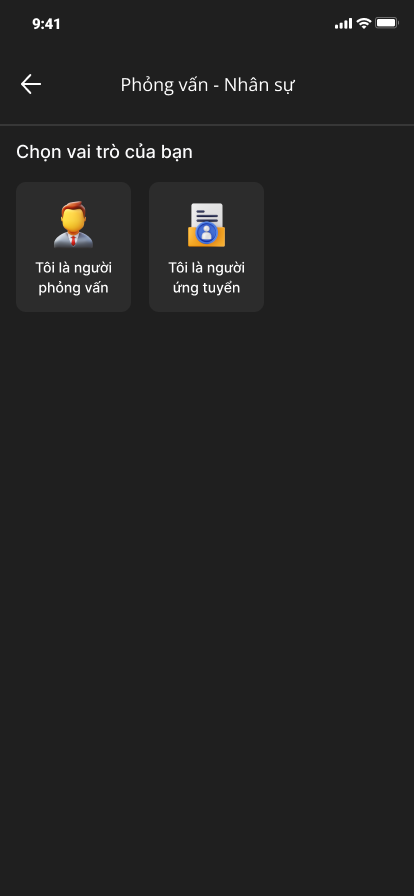 9:41
Phỏng vấn - Nhân sự
Chọn vai trò của bạn
Tôi là người
phỏng vấn
Tôi là người
ứng tuyển